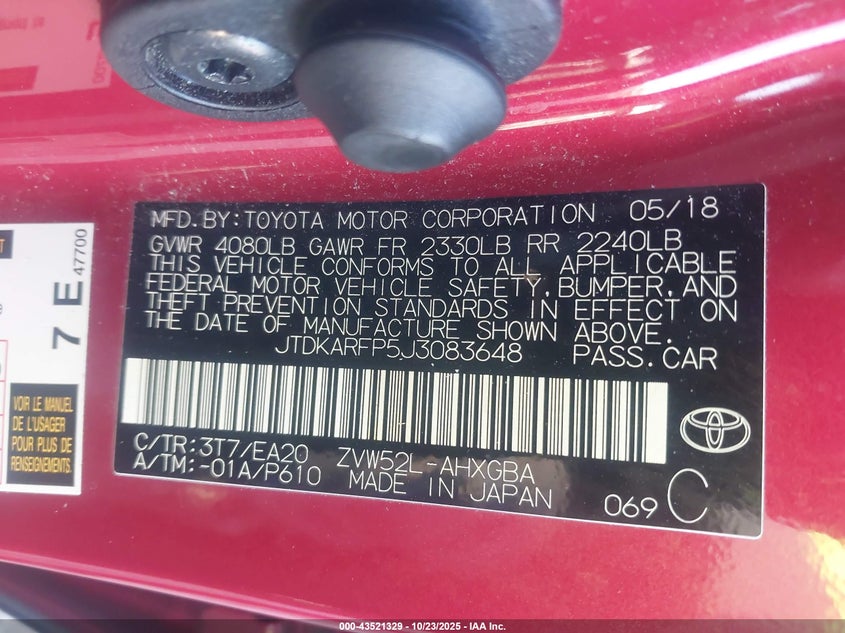 MFD.BY:TOYOTA MOTOR CORPORATION 05/18
GVWR 4080LB GAWR FR 2330LB RR 2240LB
THIS VEHICLE CONFORMS TO ALL APPLICABLE
FEDERAL MOTOR VEHICLE SAFETY,BUMPER,AND
THEFT PREVENTION STANDARDS IN EFFECT ON
THE DATE OF MANUFACTURE SHOWN ABOVE.
JTDKARFP5J3083648 PASS.CAR
C/TR:3T7/EA20 ZVW52L-AHXGBA
A/TM:-01A/P610 MADE IN JAPAN
069 C
7 E
47700
VOIR LE MANUEL
DE L'USAGER
POUR PLUS DE
RENSEIGNEMENTS
000-43521329 - 10/23/2025 - IAA Inc.